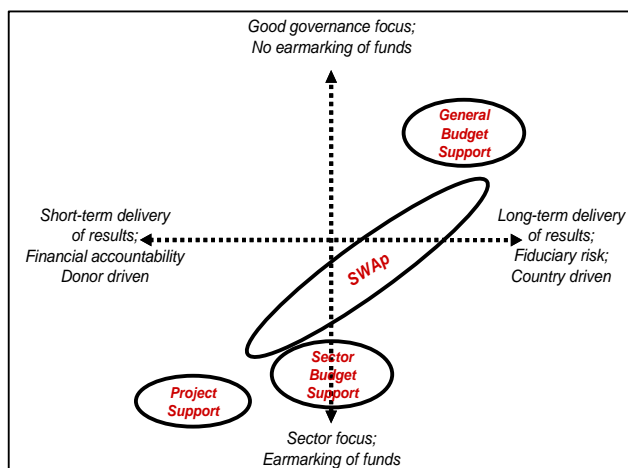 Good governance focus;
No earmarking of funds
General
Budget
Support
Short-term delivery
of results;
Financial accountability
Donor driven
Long-term delivery
of results;
Fiduciary risk;
Country driven
SWAp
Sector
Budget
Support
Project
Support
Sector focus;
Earmarking of funds